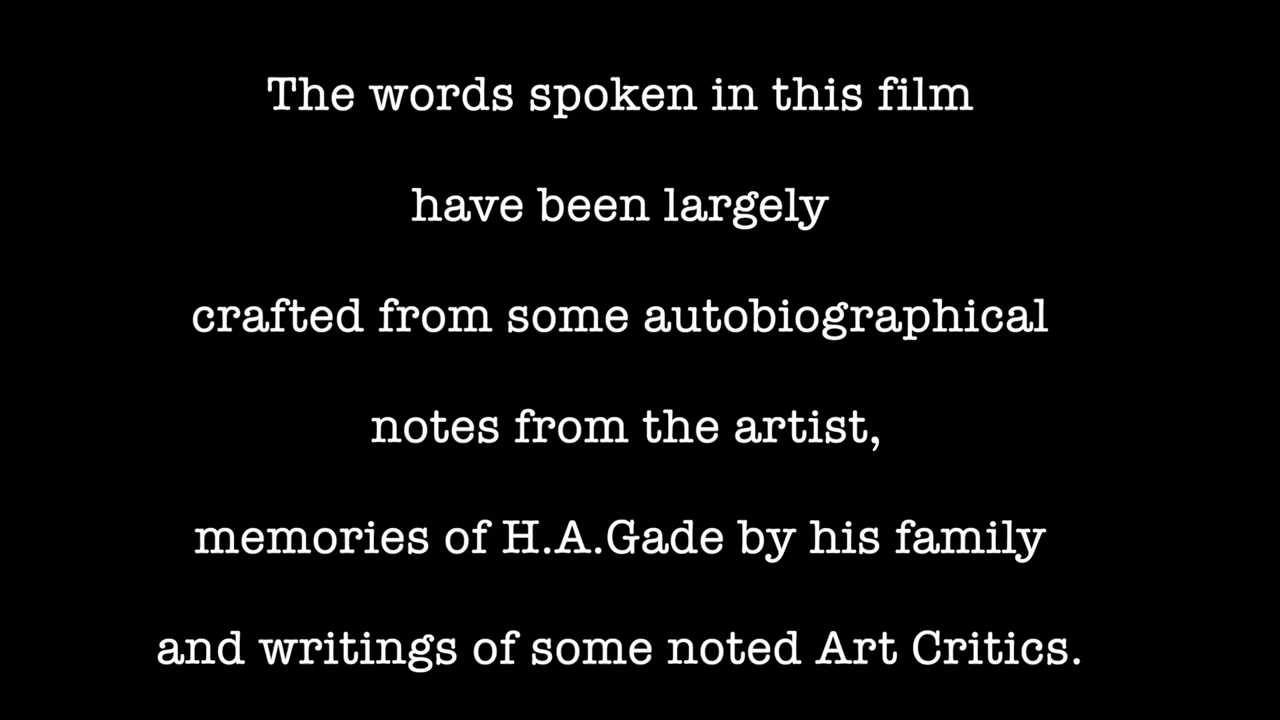 The words spoken in this film
have been largely
crafted from some autobiographical
notes from the artist,
memories of H.A.Gade by his family
and writings of some noted Art Critics.